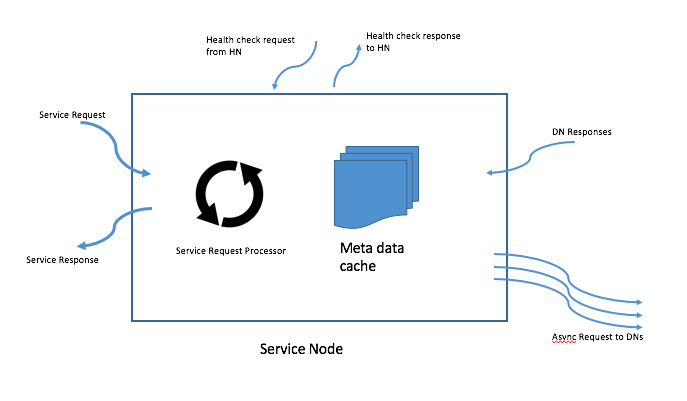 Health check request
from HN
Health check response
to HN
Service Request
DN Responses
Service Request Processor
Meta data
cache
Service Response
Async Request to DNs
Service Node